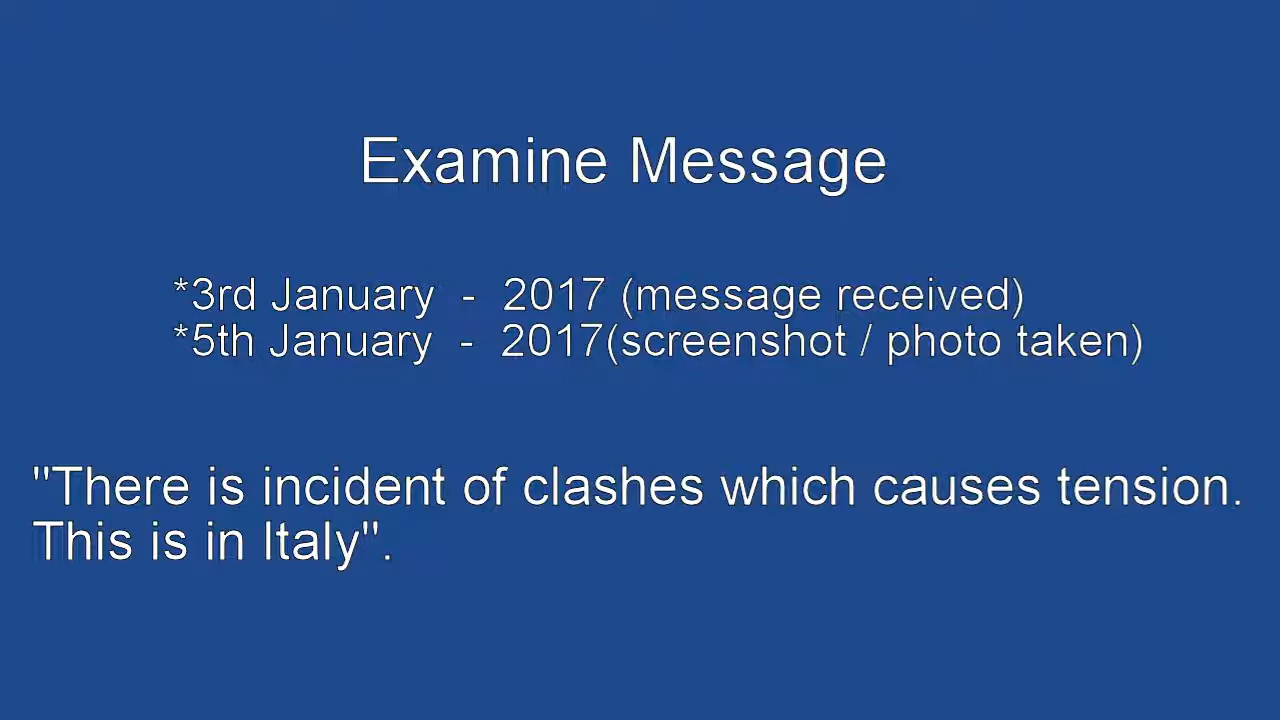 Examine Message
*3rd January - 2017 (message received)
*5th January - 2017(screenshot / photo taken)
"There is incident of clashes which causes tension.
This is in Italy".